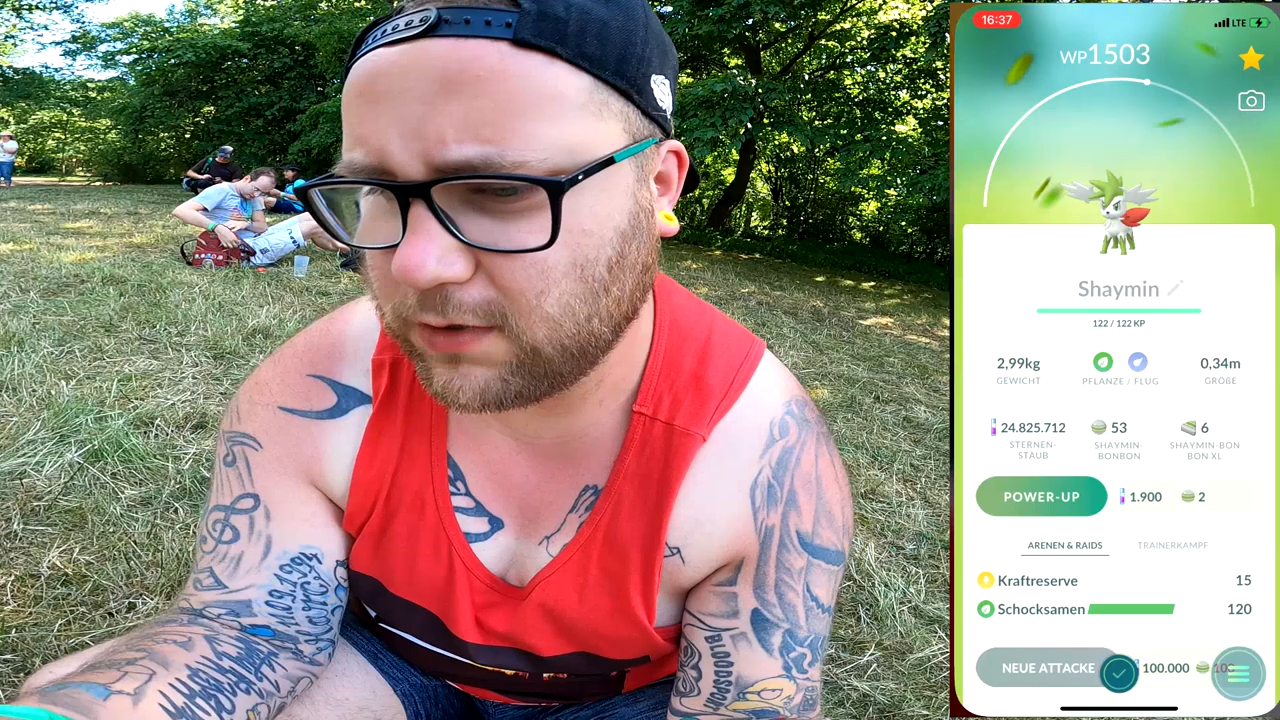 16:37
LTE
WP1503
Shaymin
122 / 122 KP
2,99kg
GEWICHT
PFLANZE / FLUG
0,34m
GRÖẞE
24.825.712
STERNEN-
STAUB
53
SHAYMIN-
BONBON
6
SHAYMIN-BON
BON XL
POWER-UP
1.900
2
ARENEN & RAIDS
TRAINERKAMPF
Kraftreserve
15
Schocksamen
120
NEUE ATTACKE
100.000
BLOODSPORT